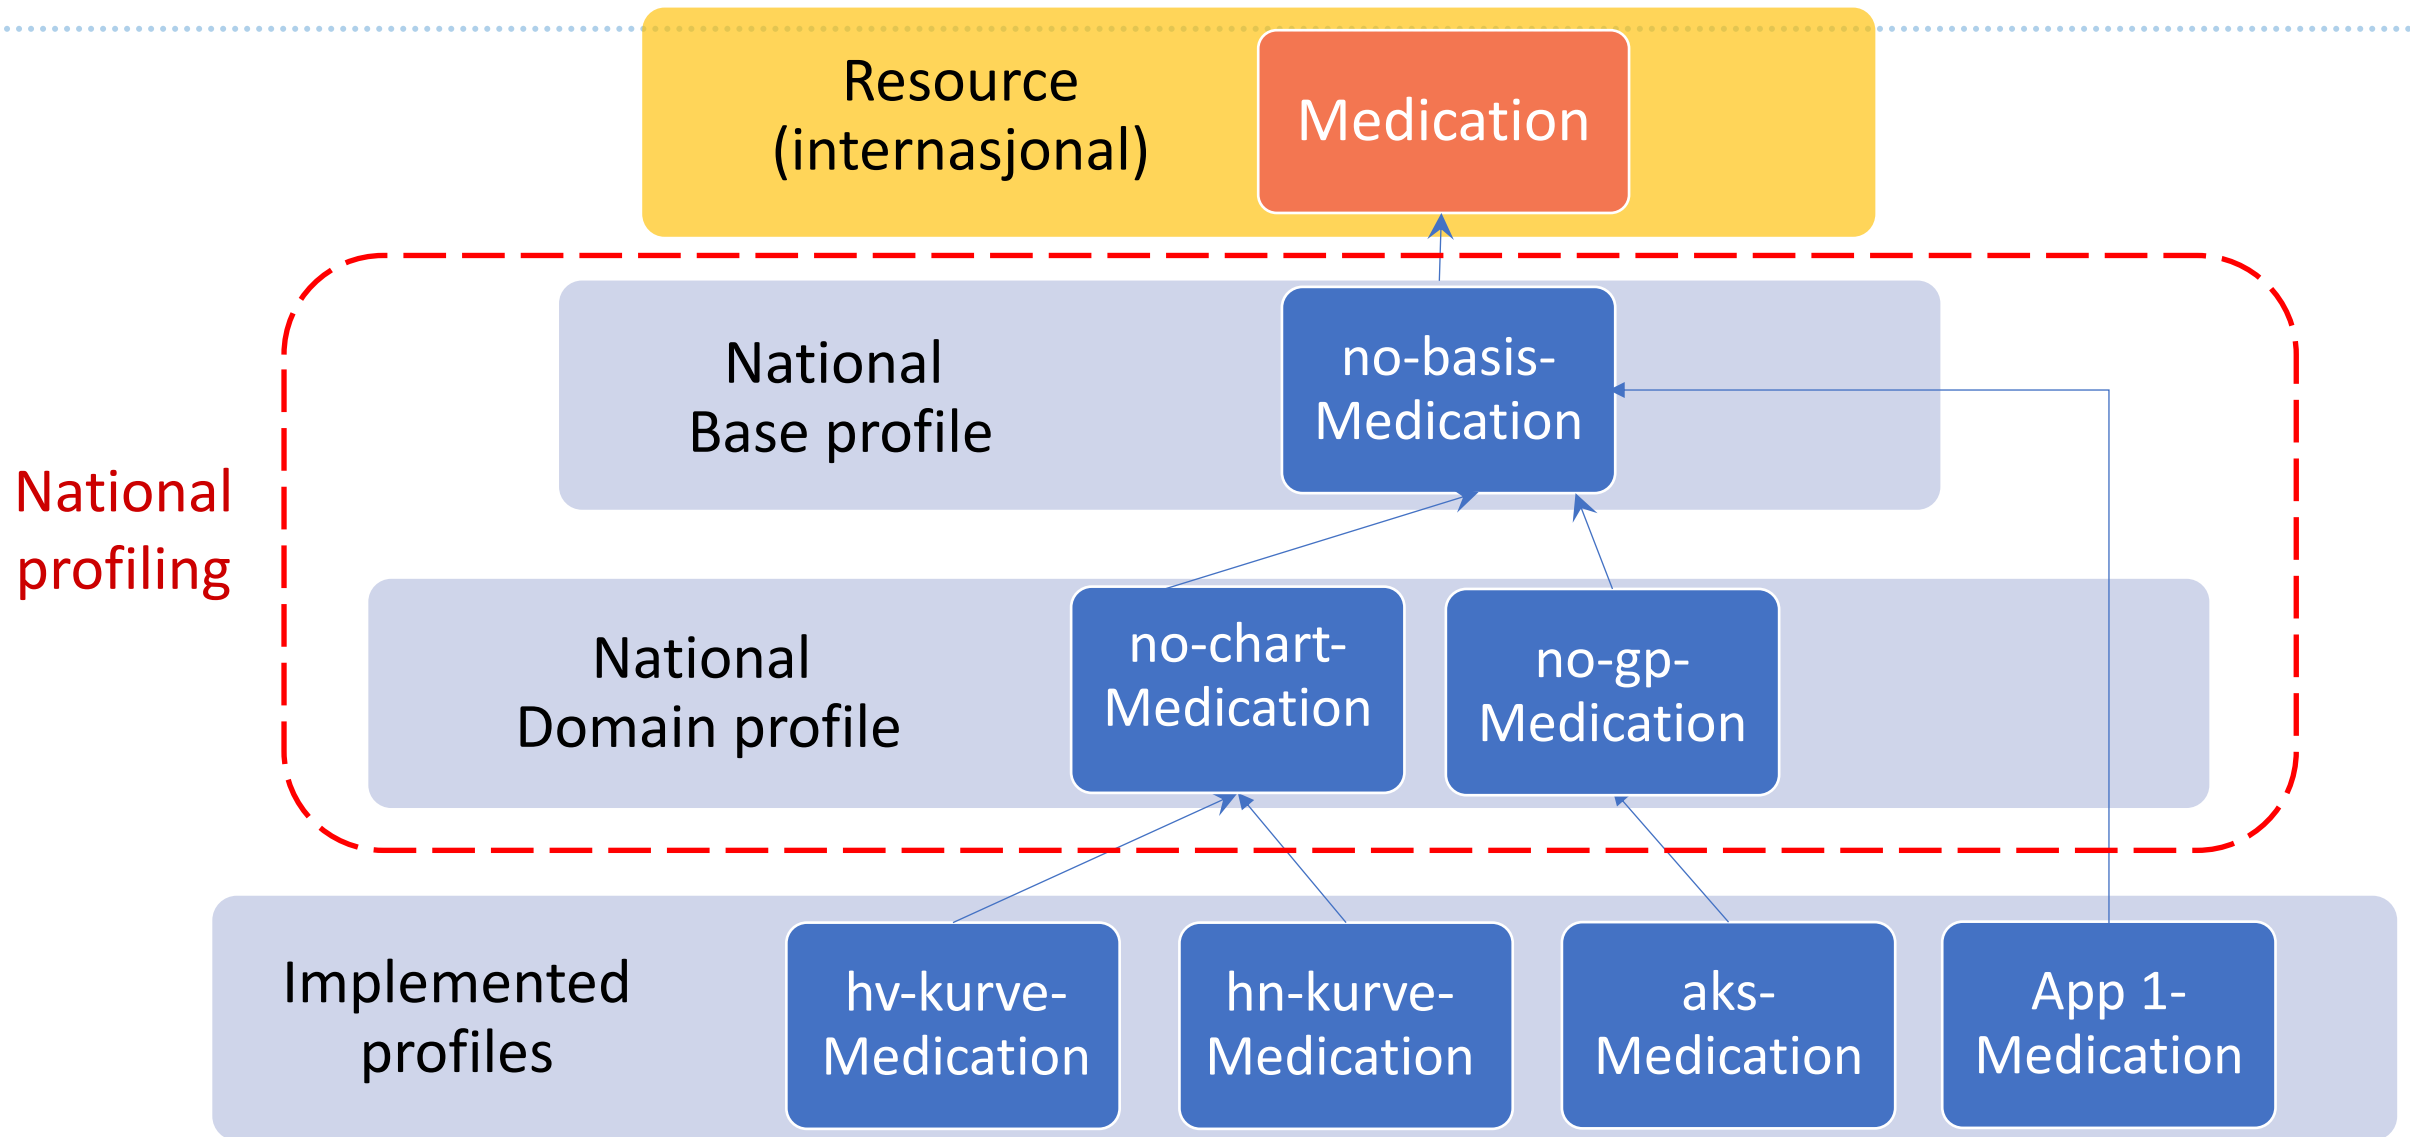 Resource
(internasjonal)
Medication
National
Base profile
no-basis-
Medication
National
profiling
National
Domain profile
no-chart-
Medication
no-gp-
Medication
Implemented
profiles
hv-kurve-
Medication
hn-kurve-
Medication
aks-
Medication
App 1-
Medication